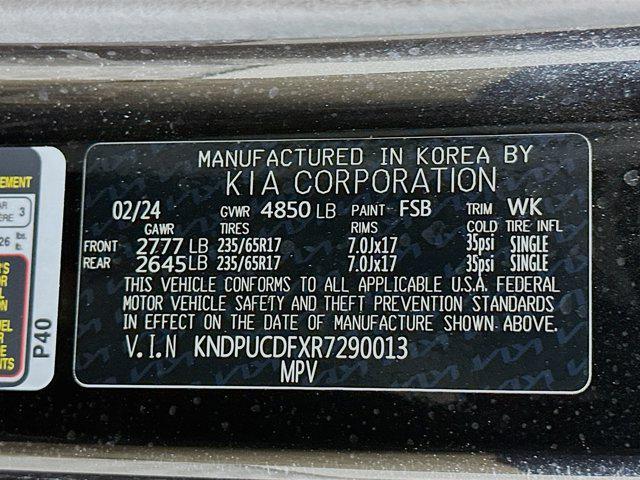 MANUFACTURED IN KOREA BY
KIA CORPORATION
02/24 GVWR 4850 LB PAINT- FSB TRIM WK
GAWR TIRES RIMS COLD TIRE INFL
FRONT 2777 LB 235/65R17 7.0Jx17 35psi SINGLE
REAR 2645 LB 235/65R17 7.0Jx17 35psi SINGLE
THIS VEHICLE CONFORMS TO ALL APPLICABLE U.S.A. FEDERAL
MOTOR VEHICLE SAFETY AND THEFT PREVENTION STANDARDS
IN EFFECT ON THE DATE OF MANUFACTURE SHOWN ABOVE.
V.I.N KNDPUCDFXR7290013
MPV
3
lbs.
P40